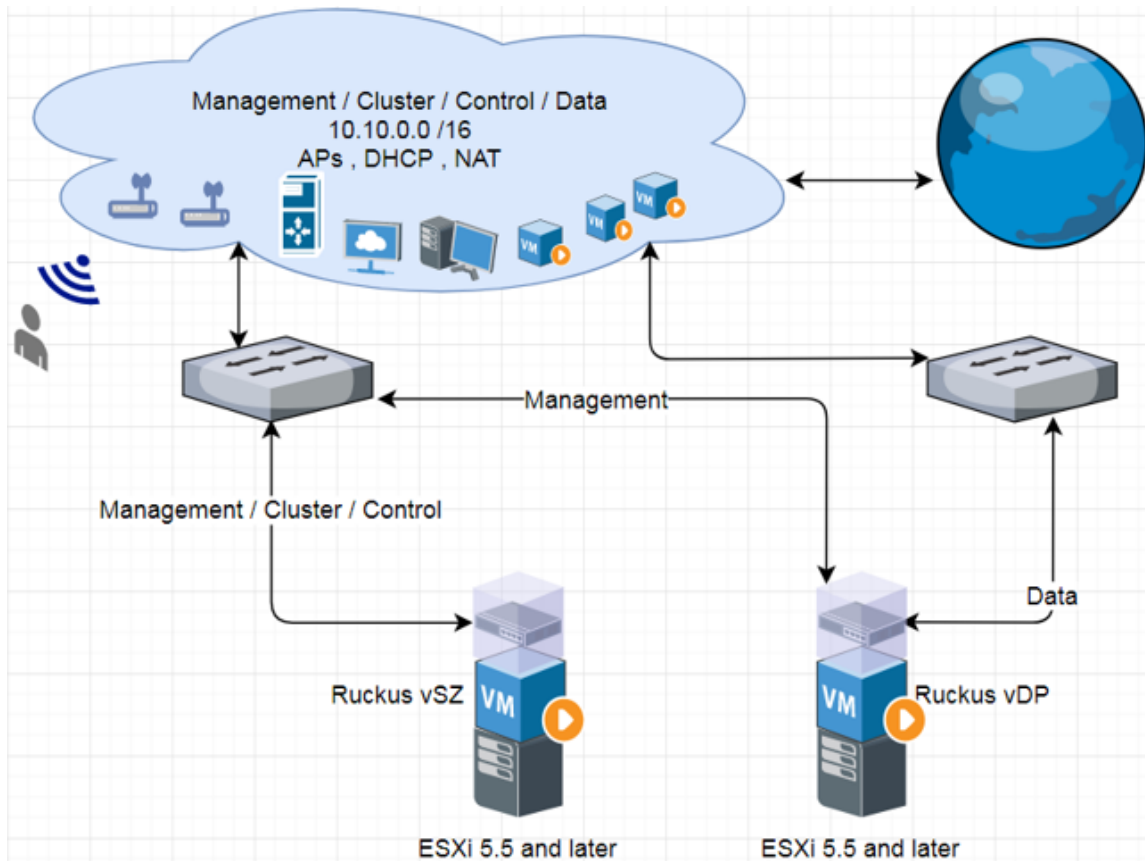 Management / Cluster / Control / Data
10.10.0.0 /16
APs , DHCP , NAT
VM
VM
VM
Management
Management / Cluster / Control
Data
Ruckus vSZ
VM
VM
Ruckus vDP
ESXi 5.5 and later
ESXi 5.5 and later